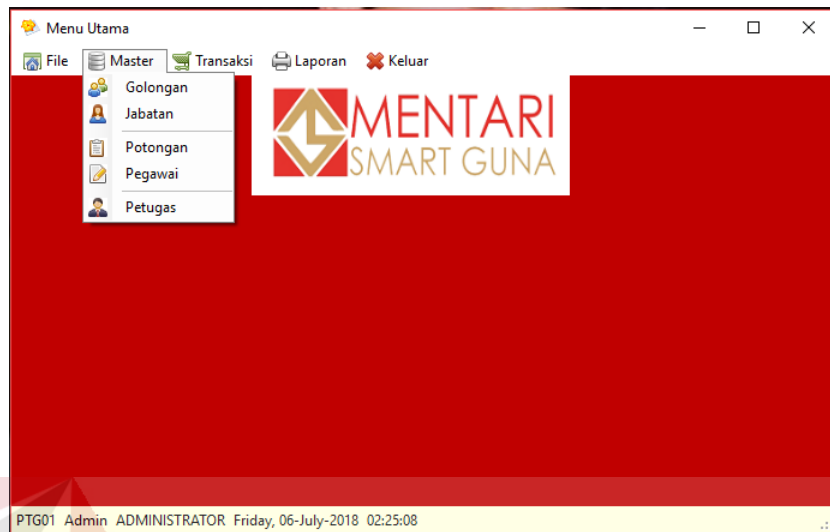 Menu Utama
File Master Transaksi Laporan Keluar
Golongan
Jabatan
Potongan
Pegawai
Petugas
MENTARI
SMART GUNA
PTG01 Admin ADMINISTRATOR Friday, 06-July-2018 02:25:08